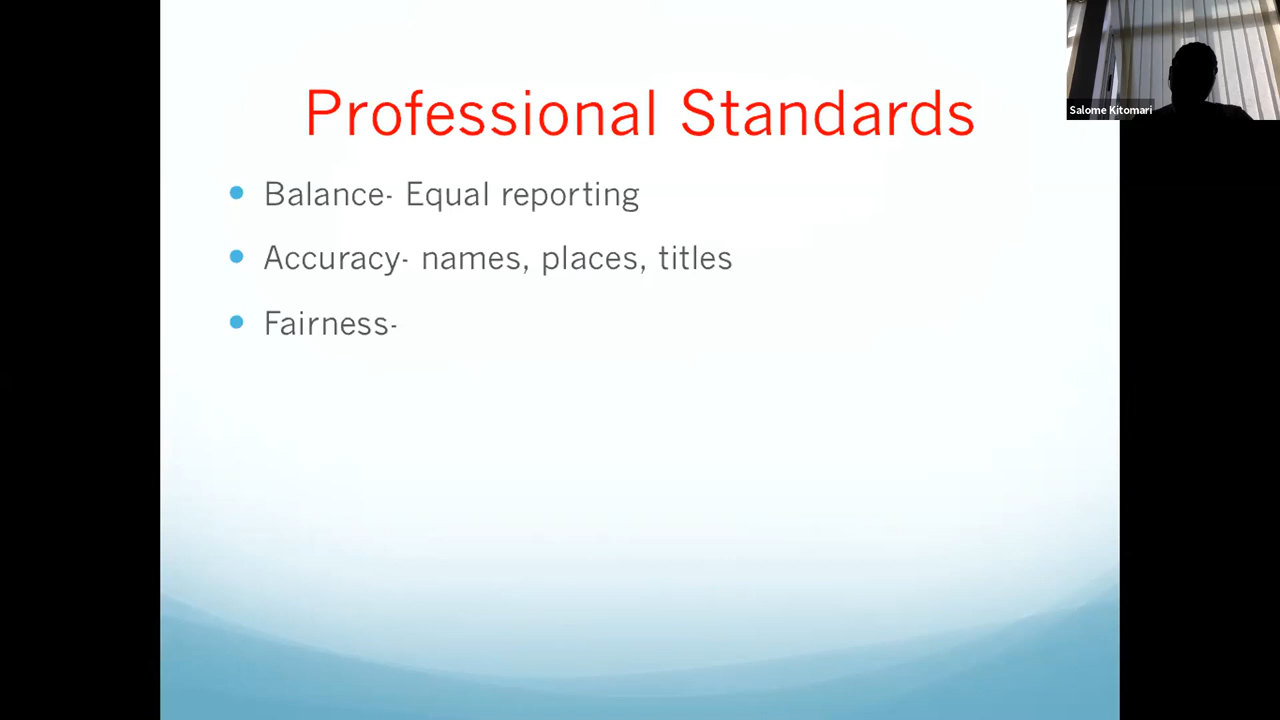 Professional Standards
Balance- Equal reporting
Accuracy- names, places, titles
Fairness-
Salome Kitomari